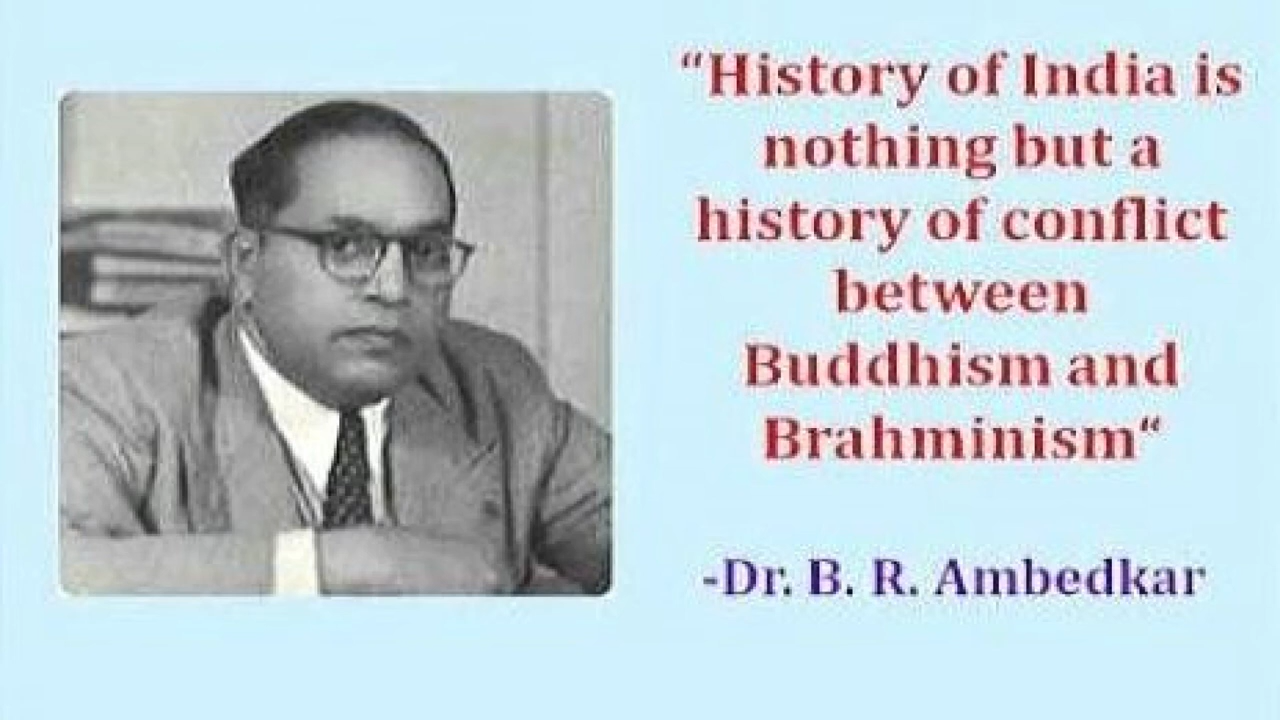 “History of India is
nothing but a
history of conflict
between
Buddhism and
Brahminism“
-Dr. B. R. Ambedkar